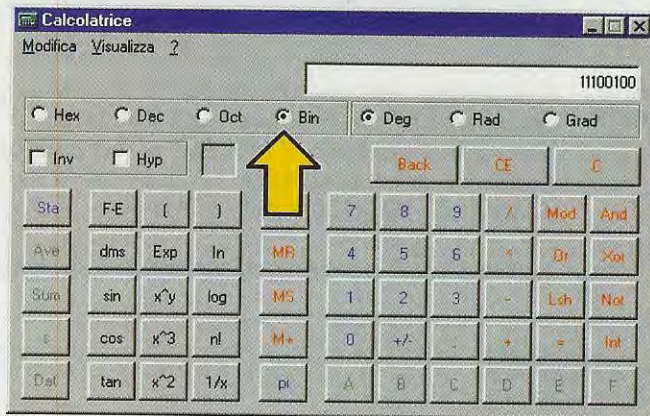 Calcolatrice
Modifica Visualizza ?
11100100
Hex Dec Oct Bin Deg Rad Grad
Inv Hyp Back CE C
Sta F-E ( ) 7 8 9 / Mod And
Ave dms Exp ln MR 4 5 6 * Or Xor
Sum sin x^y log MS 1 2 3 - Lsh Not
s cos x^3 n! M+ 0 +/- . + = Int
Dat tan x^2 1/x pi A B C D E F